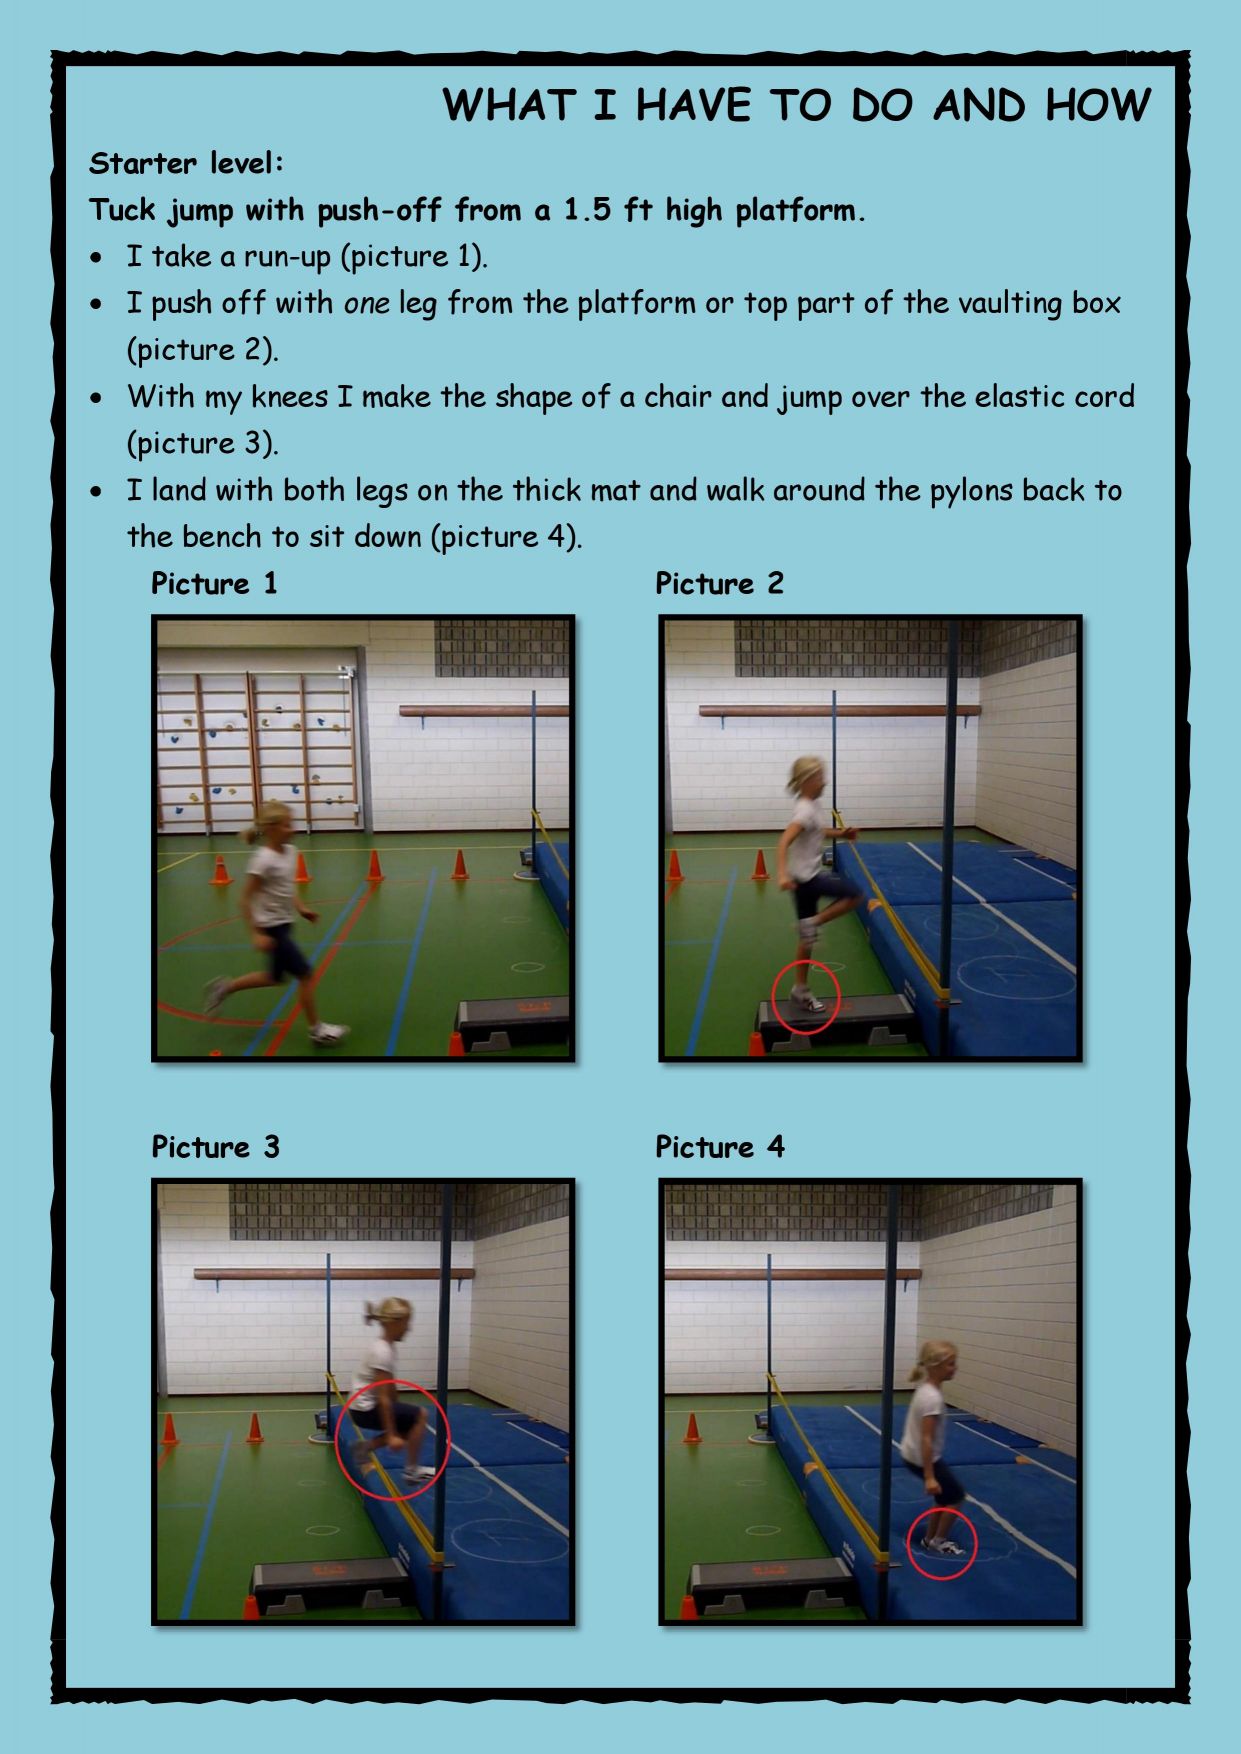 WHAT I HAVE TO DO AND HOW
Starter level:
Tuck jump with push-off from a 1.5 ft high platform.
• I take a run-up (picture 1).
• I push off with one leg from the platform or top part of the vaulting box
(picture 2).
• With my knees I make the shape of a chair and jump over the elastic cord
(picture 3).
• I land with both legs on the thick mat and walk around the pylons back to
the bench to sit down (picture 4).
Picture 1
Picture 2
Picture 3
Picture 4